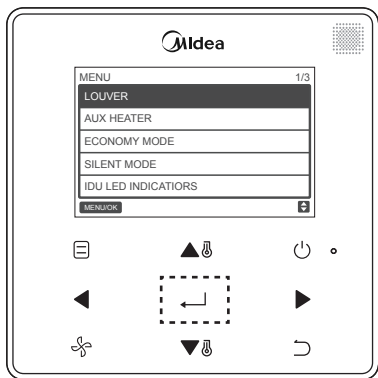 Midea
MENU 1/3
LOUVER
AUX HEATER
ECONOMY MODE
SILENT MODE
IDU LED INDICATIORS
MENU/OK